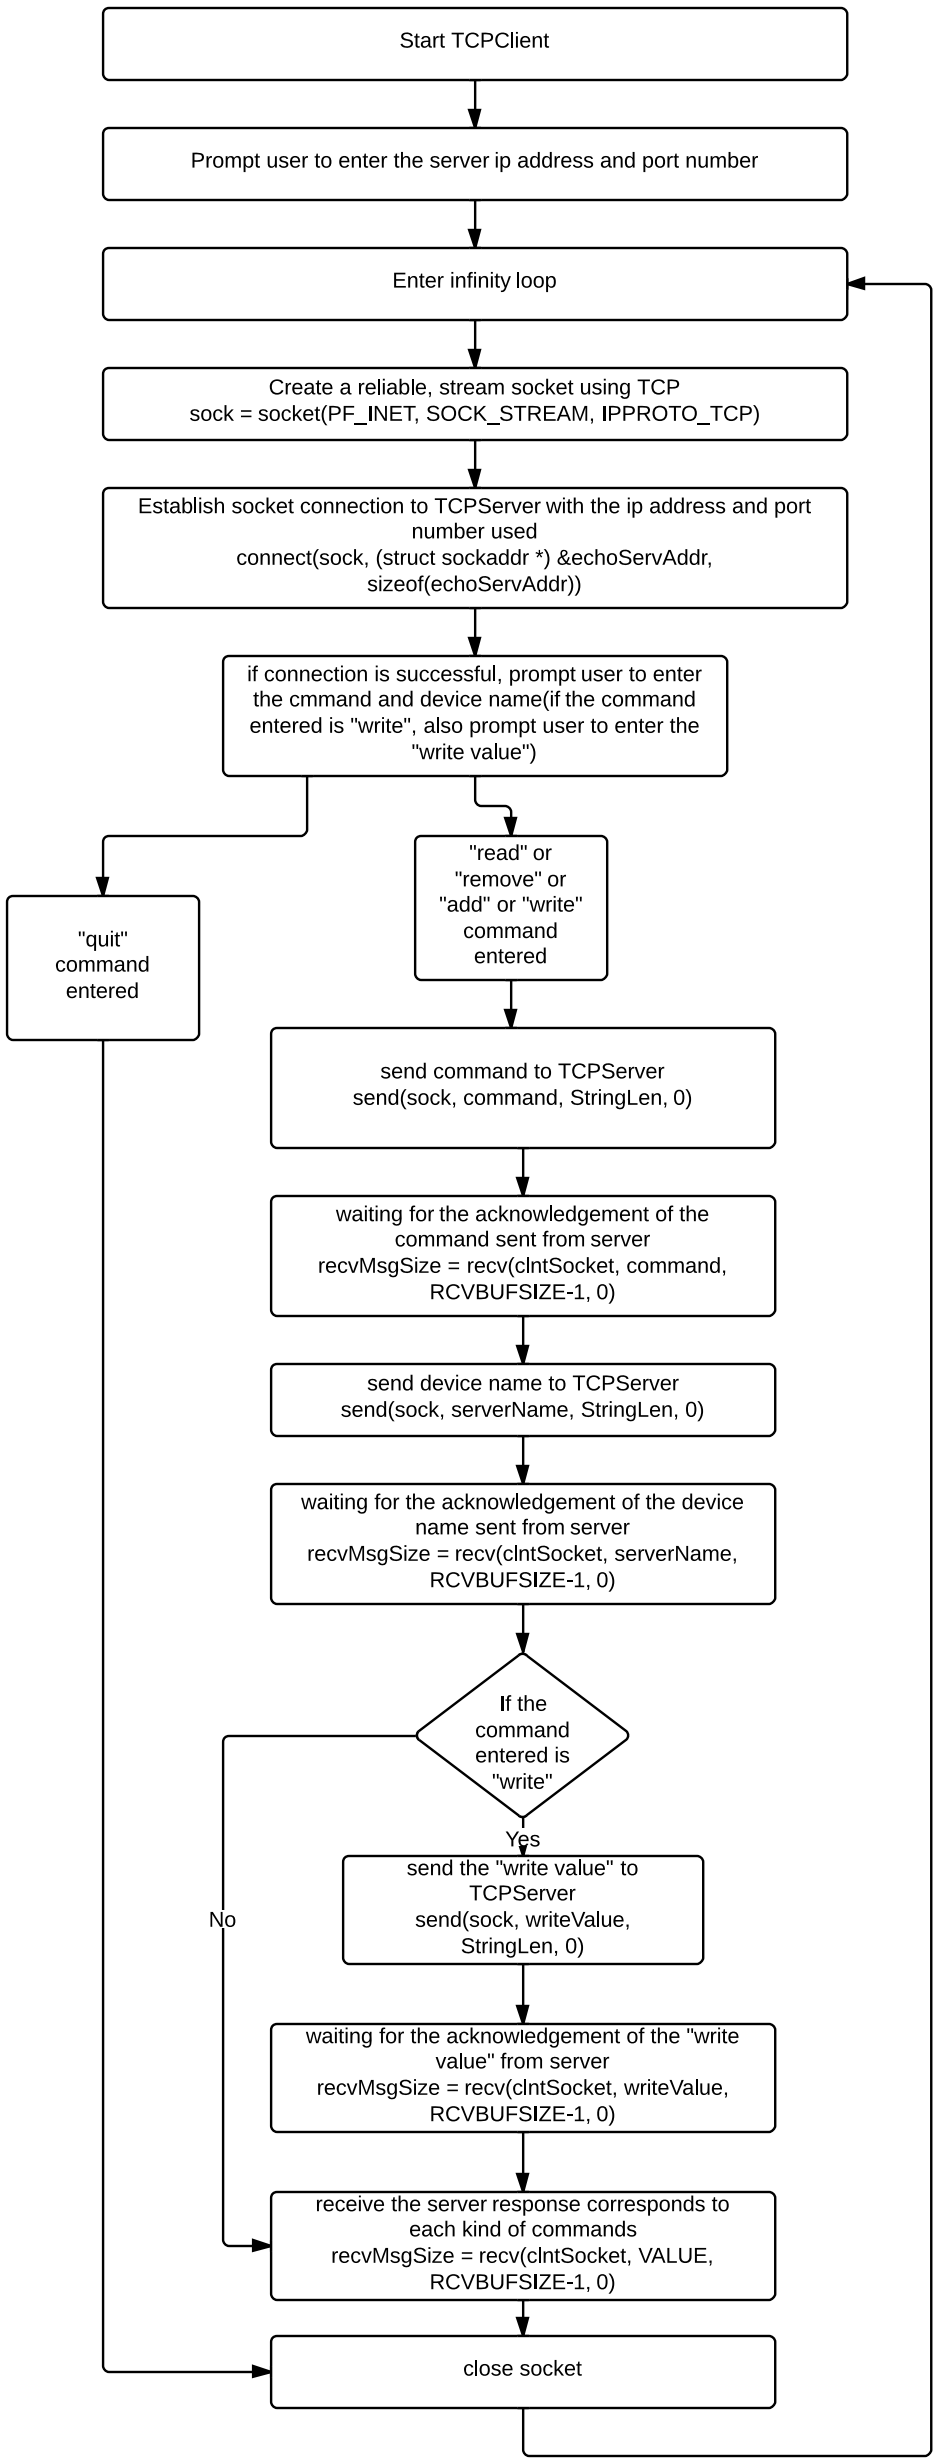 Start TCPClient
Prompt user to enter the server ip address and port number
Enter infinity loop
Create a reliable, stream socket using TCP
sock = socket(PF_INET, SOCK_STREAM, IPPROTO_TCP)
Establish socket connection to TCPServer with the ip address and port
number used
connect(sock, (struct sockaddr *) &echoServAddr,
sizeof(echoServAddr))
if connection is successful, prompt user to enter
the cmmand and device name(if the command
entered is "write", also prompt user to enter the
"write value")
"read" or
"remove" or
"add" or "write"
command
entered
"quit"
command
entered
send command to TCPServer
send(sock, command, StringLen, 0)
waiting for the acknowledgement of the
command sent from server
recvMsgSize = recv(clntSocket, command,
RCVBUFSIZE-1, 0)
send device name to TCPServer
send(sock, serverName, StringLen, 0)
waiting for the acknowledgement of the device
name sent from server
recvMsgSize = recv(clntSocket, serverName,
RCVBUFSIZE-1, 0)
If the
command
entered is
"write"
Yes
No
send the "write value" to
TCPServer
send(sock, writeValue,
StringLen, 0)
waiting for the acknowledgement of the "write
value" from server
recvMsgSize = recv(clntSocket, writeValue,
RCVBUFSIZE-1, 0)
receive the server response corresponds to
each kind of commands
recvMsgSize = recv(clntSocket, VALUE,
RCVBUFSIZE-1, 0)
close socket